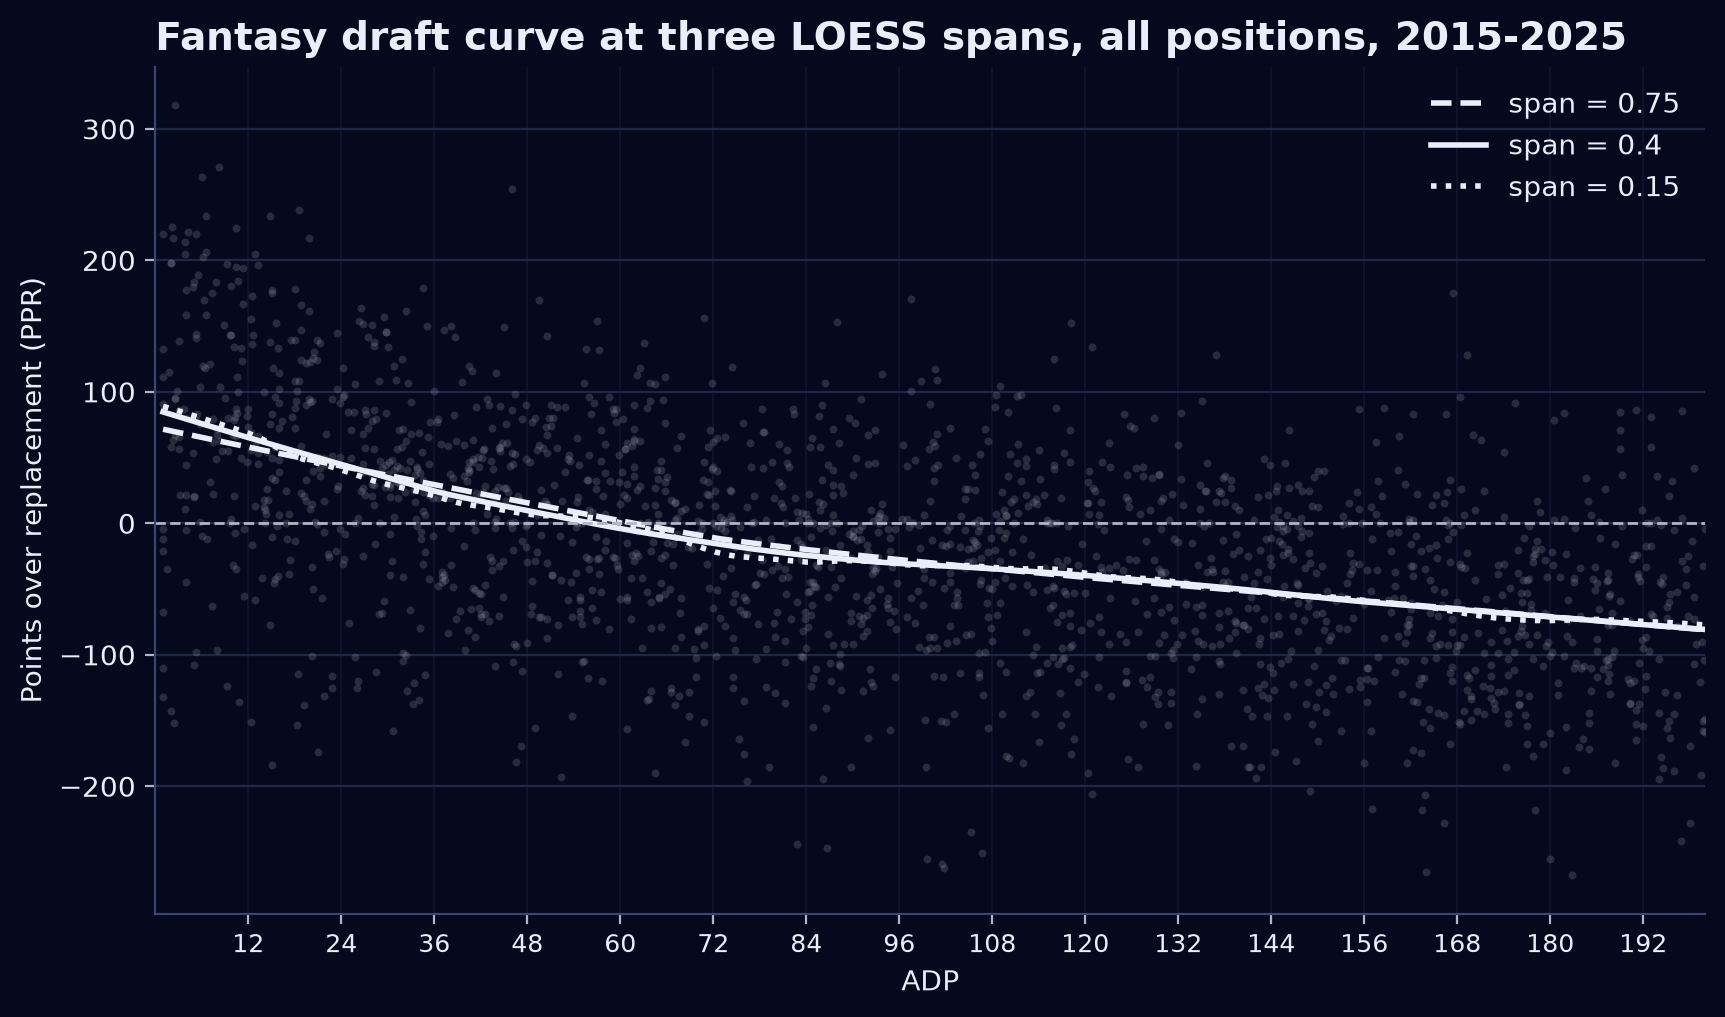 Fantasy draft curve at three LOESS spans, all positions, 2015-2025
span = 0.75
span = 0.4
span = 0.15
Points over replacement (PPR)
300
200
100
0
−100
−200
12 24 36 48 60 72 84 96 108 120 132 144 156 168 180 192
ADP